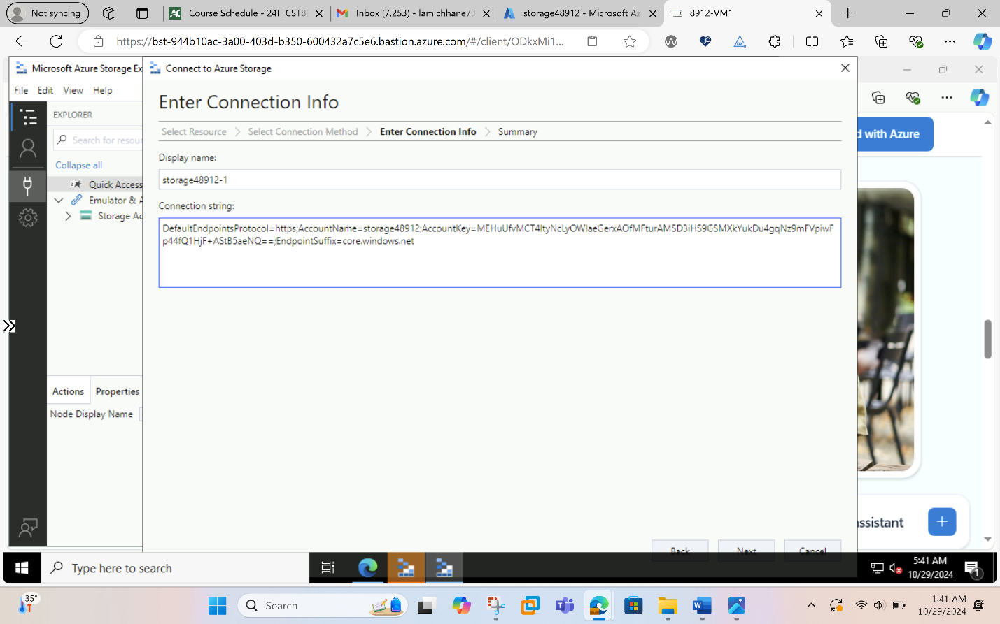 Not syncing
Course Schedule - 24F_CST89
Inbox (7,253) - lamichhane73
storage48912 - Microsoft Az
8912-VM1
https://bst-944b10ac-3a00-403d-b350-600432a7c5e6.bastion.azure.com/#/client/ODkxMi1...
Microsoft Azure Storage Ex
Connect to Azure Storage
File Edit View Help
EXPLORER
Enter Connection Info
Search for resou
Select Resource Select Connection Method Enter Connection Info Summary
Collapse all
Display name:
Quick Access
storage48912-1
Emulator & A
Storage Ac
Connection string:
DefaultEndpointsProtocol=https;AccountName=storage48912;AccountKey=MEHuUfvMCT4ItyNcLyOWIaeGerxAOfMFturAMSD3iHS9GSMXkYukDu4gqNz9mFVpiwF
p44fQ1HjF+AStB5aeNQ==;EndpointSuffix=core.windows.net
d with Azure
Actions Properties
Node Display Name
ssistant
Back Next Cancel
Type here to search
5:41 AM
10/29/2024
1
35°
Search
1:41 AM
10/29/2024